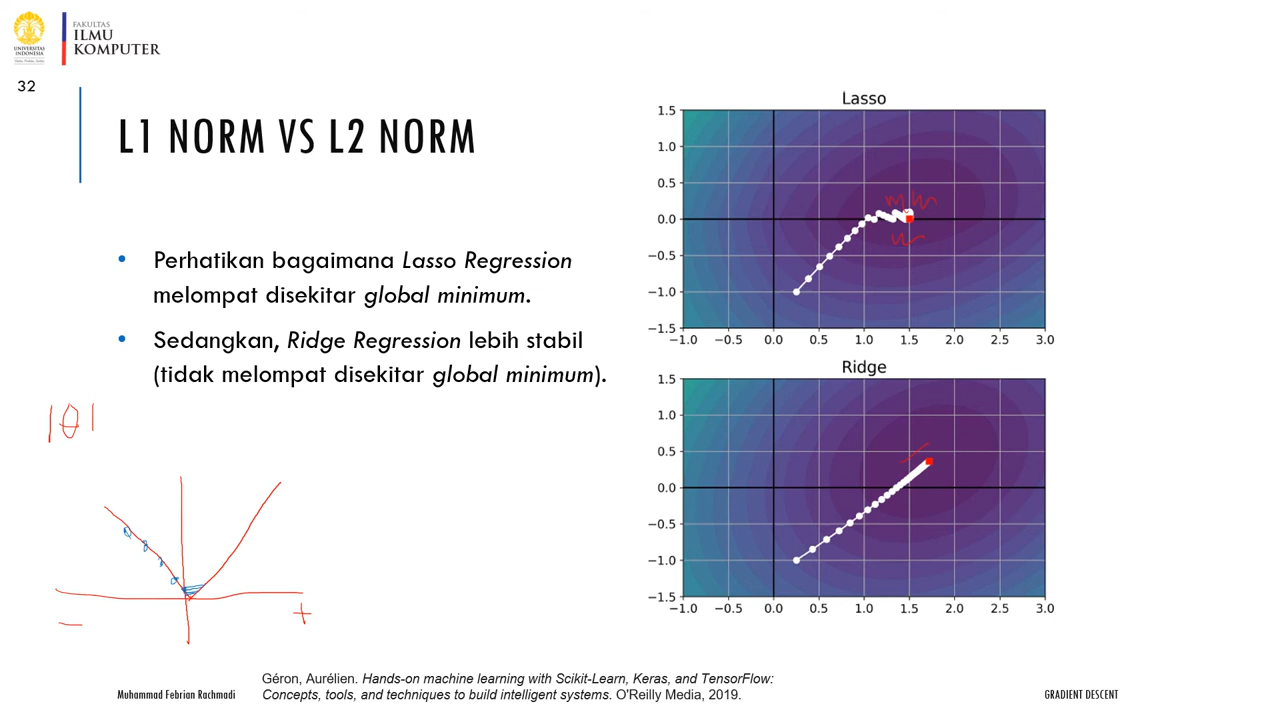 UNIVERSITAS
INDONESIA
FAKULTAS
ILMU
KOMPUTER
32
L1 NORM VS L2 NORM
• Perhatikan bagaimana Lasso Regression
melompat disekitar global minimum.
• Sedangkan, Ridge Regression lebih stabil
(tidak melompat disekitar global minimum).
|θ|
−
+
Lasso
1.5
1.0
0.5
0.0
−0.5
−1.0
−1.5
−1.0 −0.5 0.0 0.5 1.0 1.5 2.0 2.5 3.0
Ridge
1.5
1.0
0.5
0.0
−0.5
−1.0
−1.5
−1.0 −0.5 0.0 0.5 1.0 1.5 2.0 2.5 3.0
Muhammad Febrian Rachmadi
Géron, Aurélien. Hands-on machine learning with Scikit-Learn, Keras, and TensorFlow:
Concepts, tools, and techniques to build intelligent systems. O'Reilly Media, 2019.
GRADIENT DESCENT